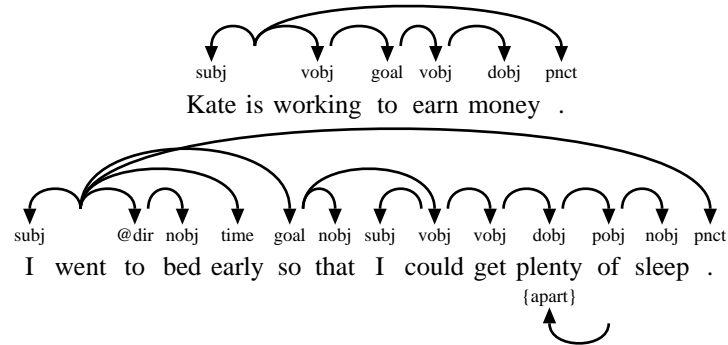 subj vobj goal vobj dobj pnct
Kate is working to earn money .
subj @dir nobj time goal nobj subj vobj vobj dobj pobj nobj pnct
I went to bed early so that I could get plenty of sleep .
{apart}